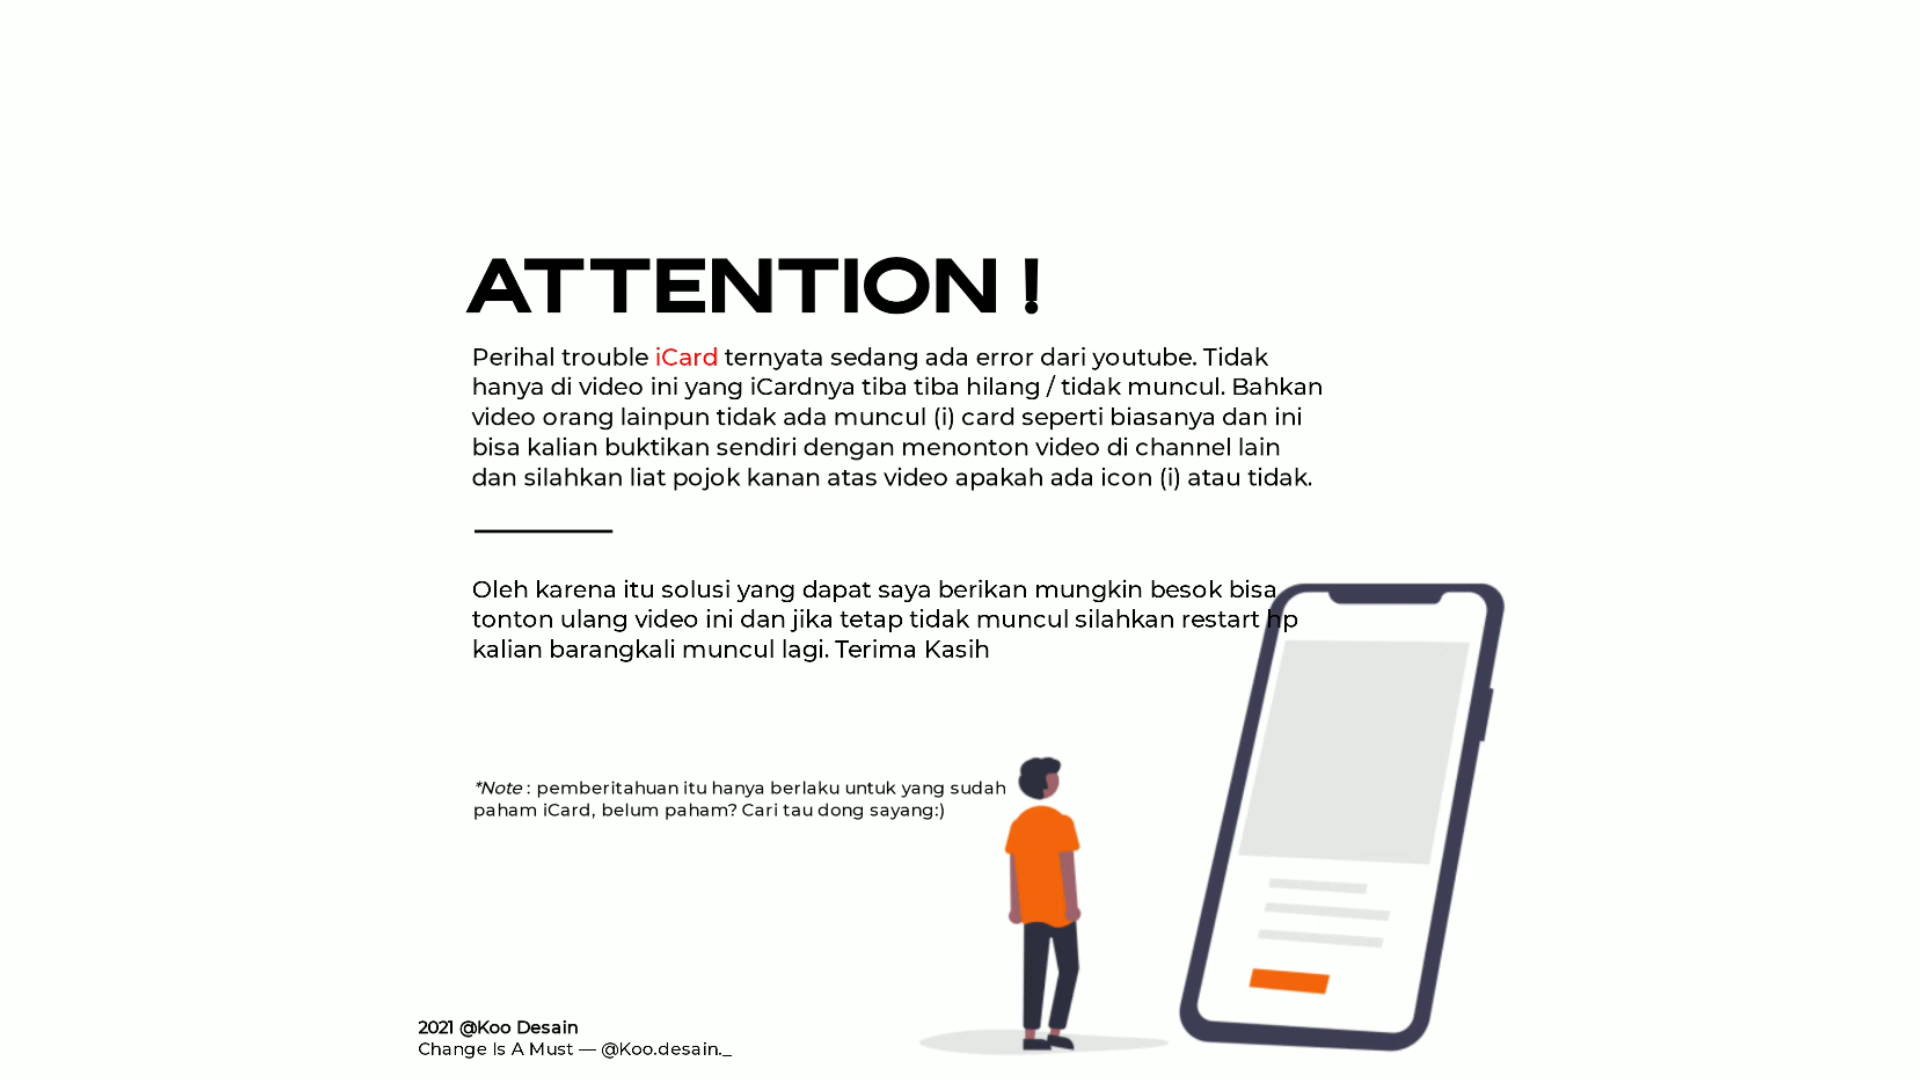 ATTENTION !
Perihal trouble iCard ternyata sedang ada error dari youtube. Tidak
hanya di video ini yang iCardnya tiba tiba hilang / tidak muncul. Bahkan
video orang lainpun tidak ada muncul (i) card seperti biasanya dan ini
bisa kalian buktikan sendiri dengan menonton video di channel lain
dan silahkan liat pojok kanan atas video apakah ada icon (i) atau tidak.
Oleh karena itu solusi yang dapat saya berikan mungkin besok bisa
tonton ulang video ini dan jika tetap tidak muncul silahkan restart hp
kalian barangkali muncul lagi. Terima Kasih
*Note : pemberitahuan itu hanya berlaku untuk yang sudah
paham iCard, belum paham? Cari tau dong sayang:)
2021 @Koo Desain
Change Is A Must — @Koo.desain._